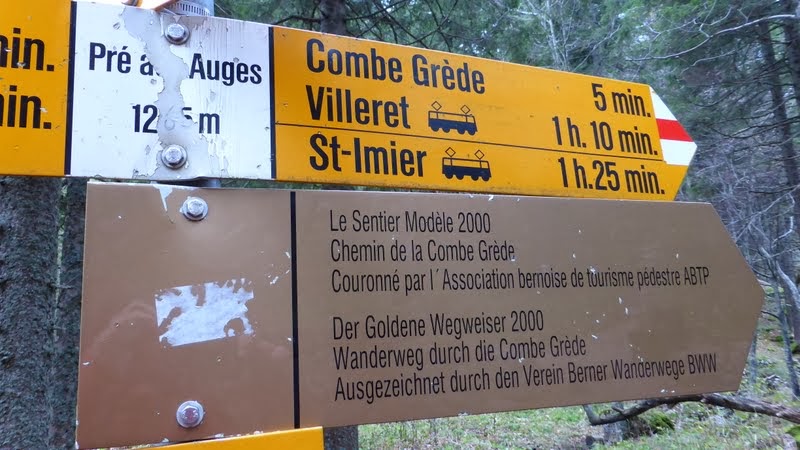 in.
in.
Pré Auges
m
Combe Grède 5 min.
Villeret 1 h. 10 min.
St-Imier 1 h. 25 min.
Le Sentier Modèle 2000
Chemin de la Combe Grède
Couronné par l´Association bernoise de tourisme pédestre ABTP
Der Goldene Wegweiser 2000
Wanderweg durch die Combe Grède
Ausgezeichnet durch den Verein Berner Wanderwege BWW